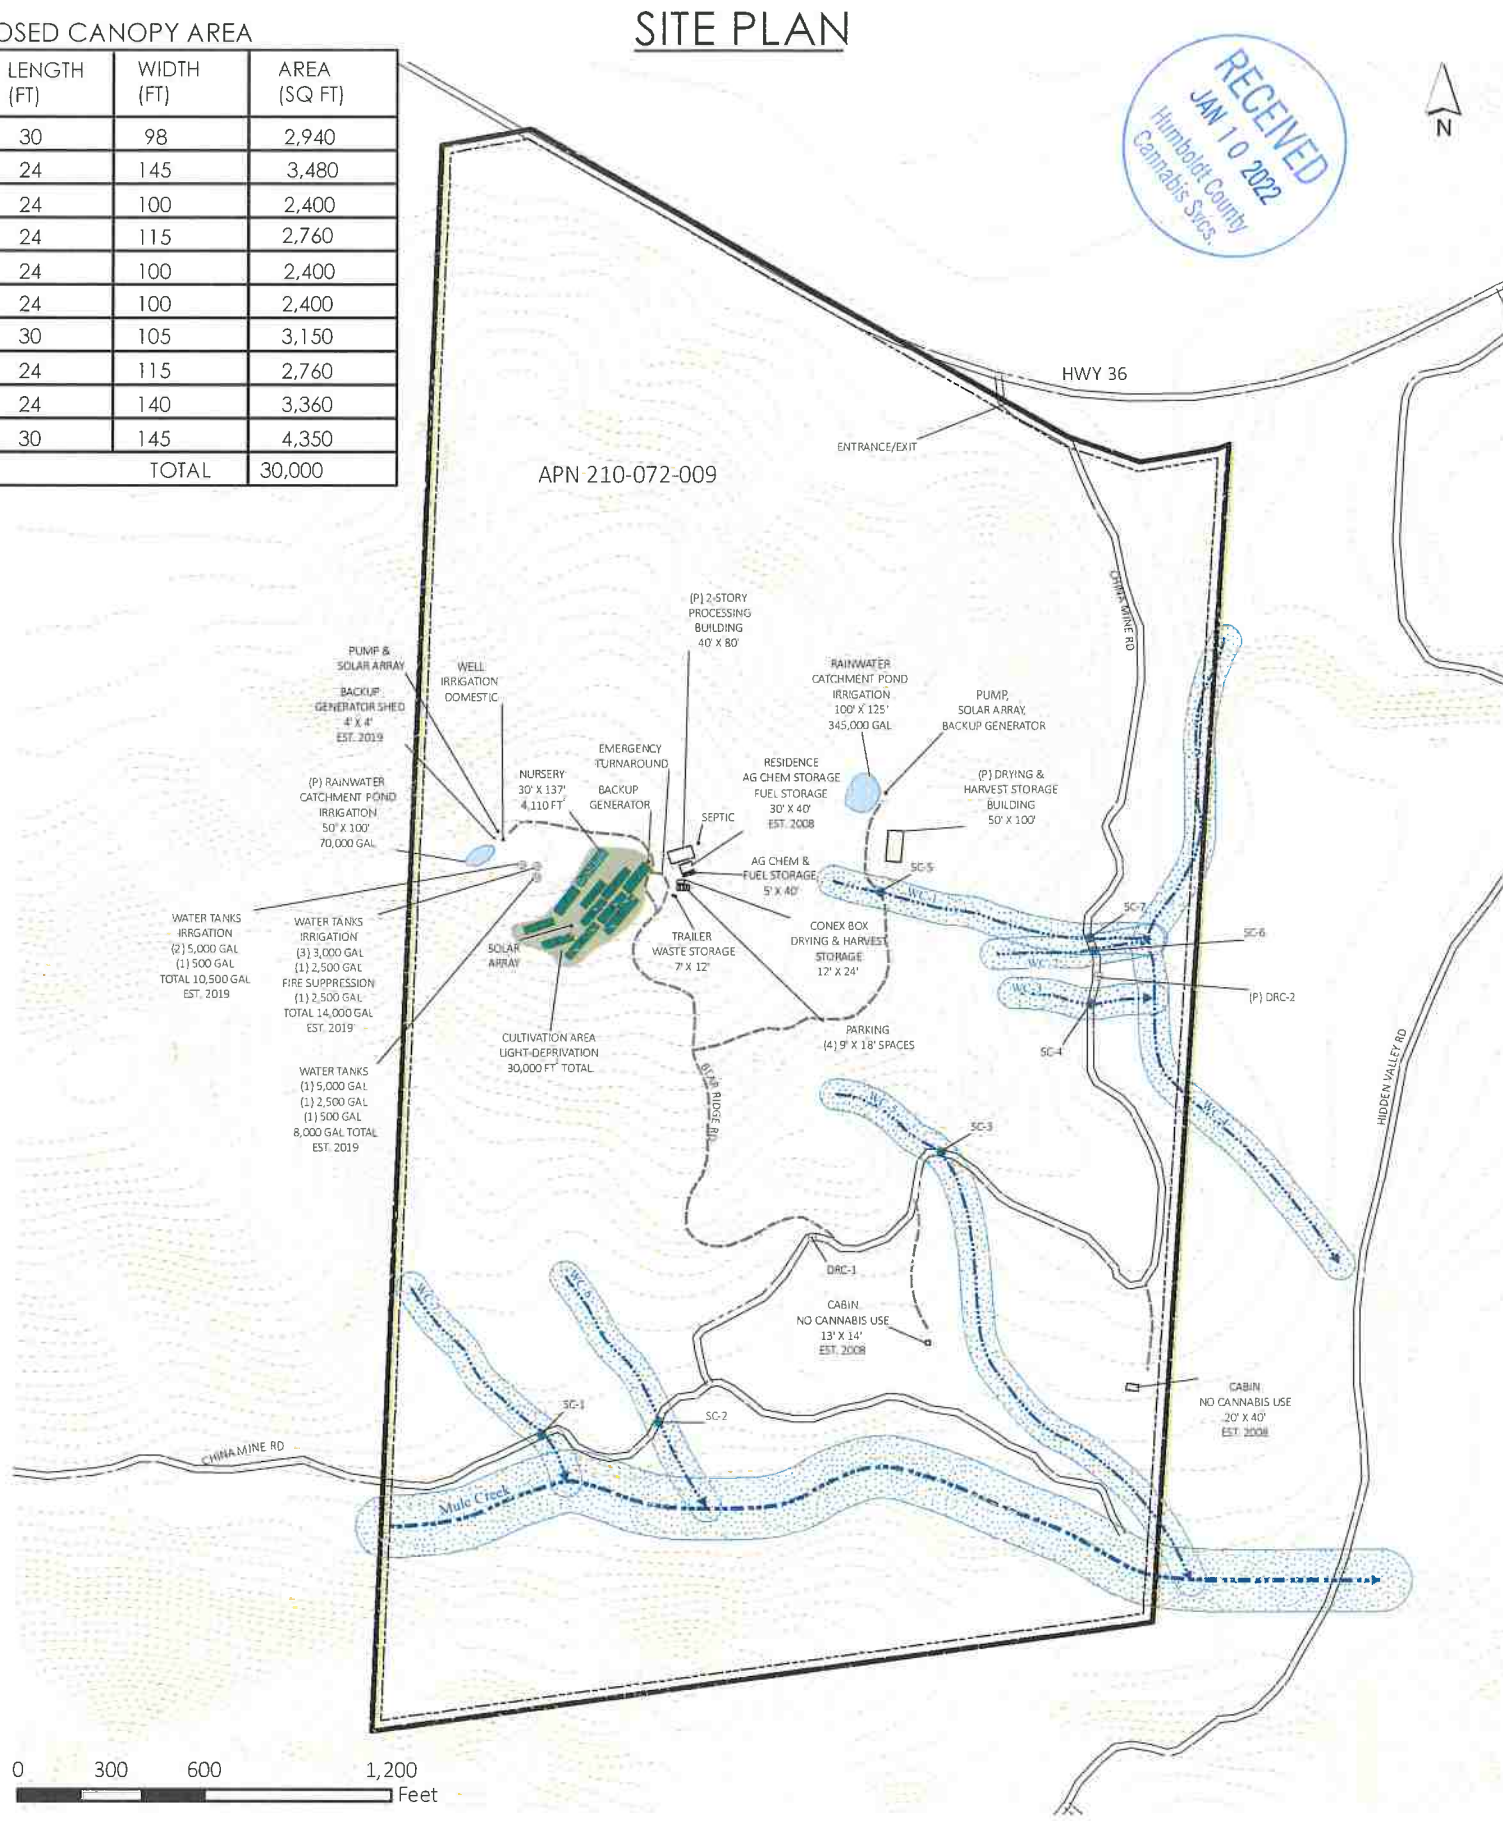 SITE PLAN
OSED CANOPY AREA
LENGTH (FT) WIDTH (FT) AREA (SQ FT)
30 98 2,940
24 145 3,480
24 100 2,400
24 115 2,760
24 100 2,400
24 100 2,400
30 105 3,150
24 115 2,760
24 140 3,360
30 145 4,350
TOTAL 30,000
RECEIVED
JAN 10 2022
Humboldt County
Cannabis Svcs.
N
HWY 36
ENTRANCE/EXIT
APN 210-072-009
CHINA MINE RD
(P) 2-STORY
PROCESSING
BUILDING
40' X 80'
PUMP &
SOLAR ARRAY
BACKUP
GENERATOR SHED
4' X 4'
EST. 2019
WELL
IRRIGATION
DOMESTIC
RAINWATER
CATCHMENT POND
IRRIGATION
100' X 125'
345,000 GAL
PUMP,
SOLAR ARRAY,
BACKUP GENERATOR
(P) RAINWATER
CATCHMENT POND
IRRIGATION
50' X 100'
70,000 GAL
NURSERY
30' X 137'
4,110 FT²
EMERGENCY
TURNAROUND
BACKUP
GENERATOR
SEPTIC
RESIDENCE
AG CHEM STORAGE
FUEL STORAGE
30' X 40'
EST. 2008
(P) DRYING &
HARVEST STORAGE
BUILDING
50' X 100'
AG CHEM &
FUEL STORAGE
5' X 40'
SC-5
WC-1
SC-7
SC-6
WC-2
WC-3
(P) DRC-2
SC-4
WATER TANKS
IRRGATION
(2) 5,000 GAL
(1) 500 GAL
TOTAL 10,500 GAL
EST. 2019
WATER TANKS
IRRIGATION
(3) 3,000 GAL
(1) 2,500 GAL
FIRE SUPPRESSION
(1) 2,500 GAL
TOTAL 14,000 GAL
EST. 2019
SOLAR
ARRAY
TRAILER
WASTE STORAGE
7' X 12'
CONEX BOX
DRYING & HARVEST
STORAGE
12' X 24'
CULTIVATION AREA
LIGHT-DEPRIVATION
30,000 FT² TOTAL
PARKING
(4) 9' X 18' SPACES
WATER TANKS
(1) 5,000 GAL
(1) 2,500 GAL
(1) 500 GAL
8,000 GAL TOTAL
EST. 2019
BEAR RIDGE RD
HIDDEN VALLEY RD
SC-3
DRC-1
CABIN
NO CANNABIS USE
13' X 14'
EST. 2008
CABIN
NO CANNABIS USE
20' X 40'
EST. 2008
WC-7
WC-6
SC-1
SC-2
CHINA MINE RD
Mule Creek
0 300 600 1,200
Feet